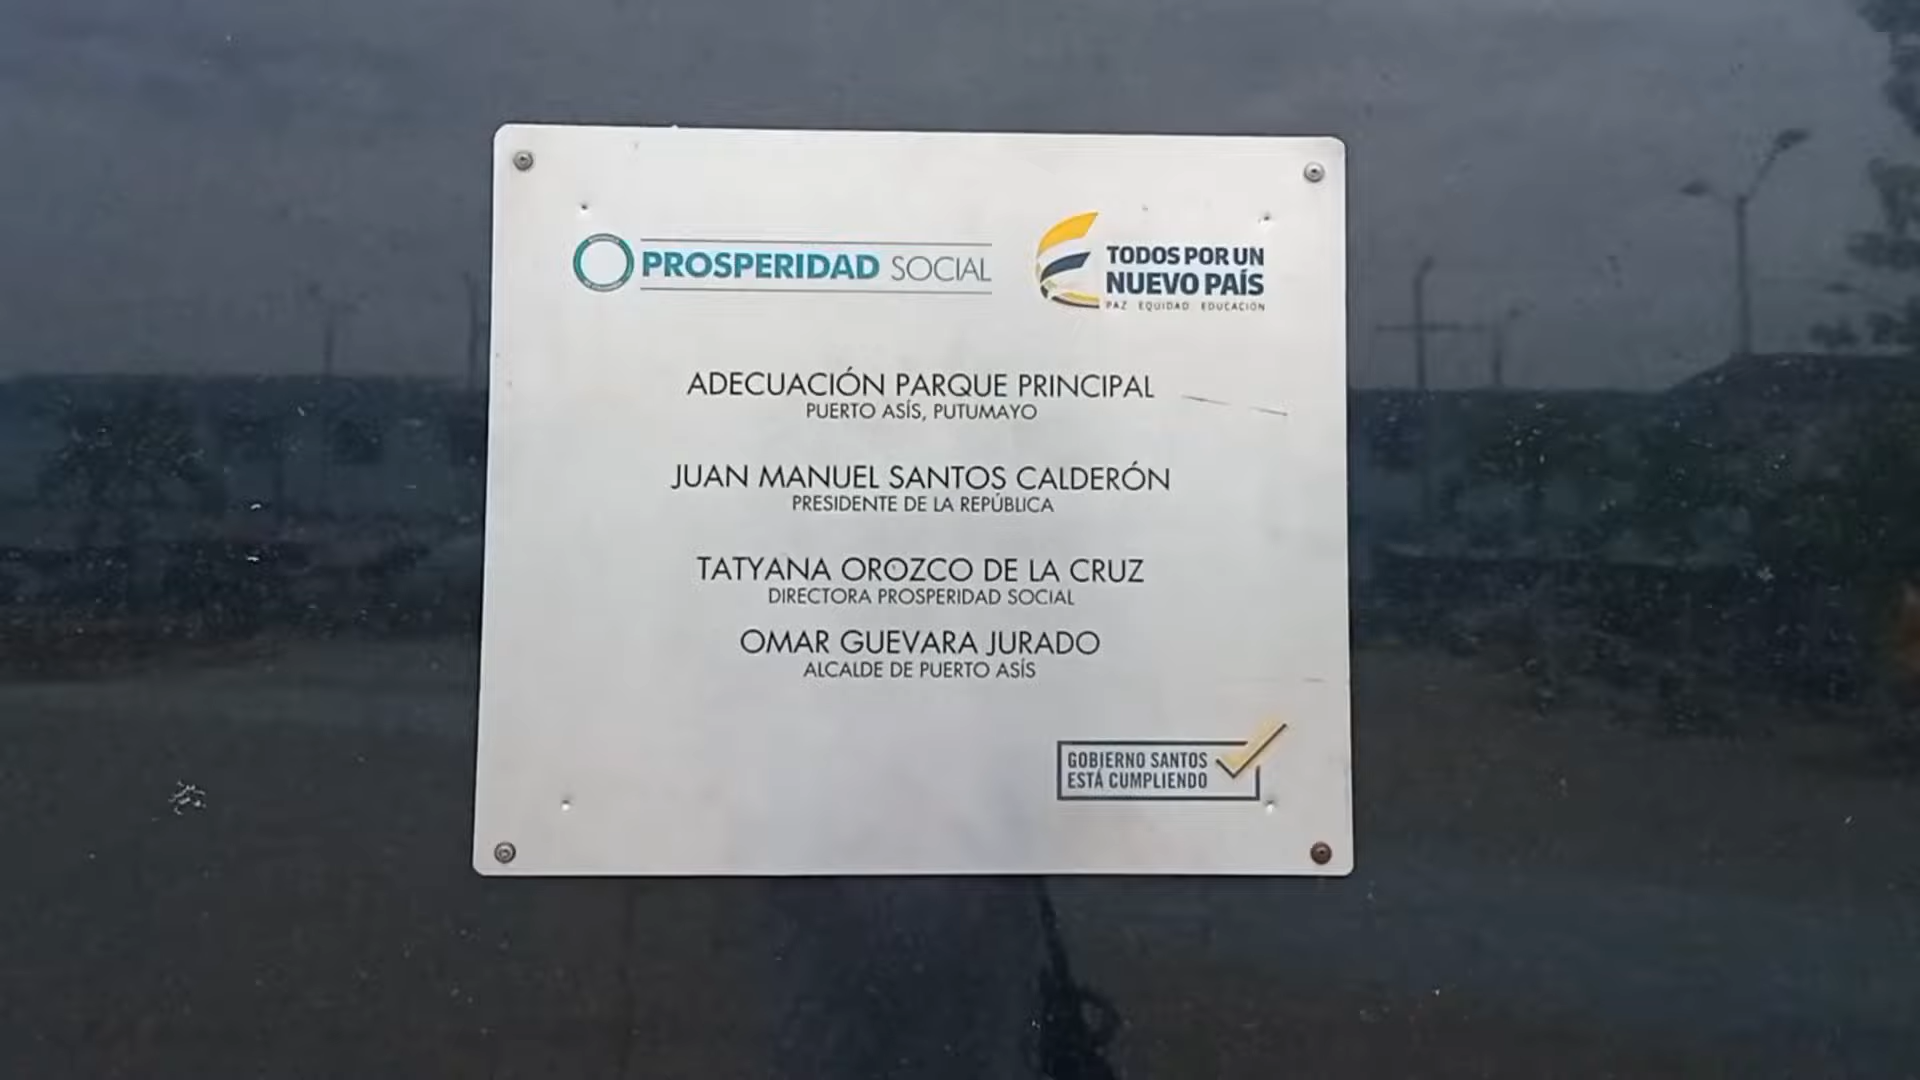 PROSPERIDAD SOCIAL
TODOS POR UN
NUEVO PAÍS
PAZ EQUIDAD EDUCACIÓN
ADECUACIÓN PARQUE PRINCIPAL
PUERTO ASÍS, PUTUMAYO
JUAN MANUEL SANTOS CALDERÓN
PRESIDENTE DE LA REPÚBLICA
TATYANA OROZCO DE LA CRUZ
DIRECTORA PROSPERIDAD SOCIAL
OMAR GUEVARA JURADO
ALCALDE DE PUERTO ASÍS
GOBIERNO SANTOS
ESTÁ CUMPLIENDO